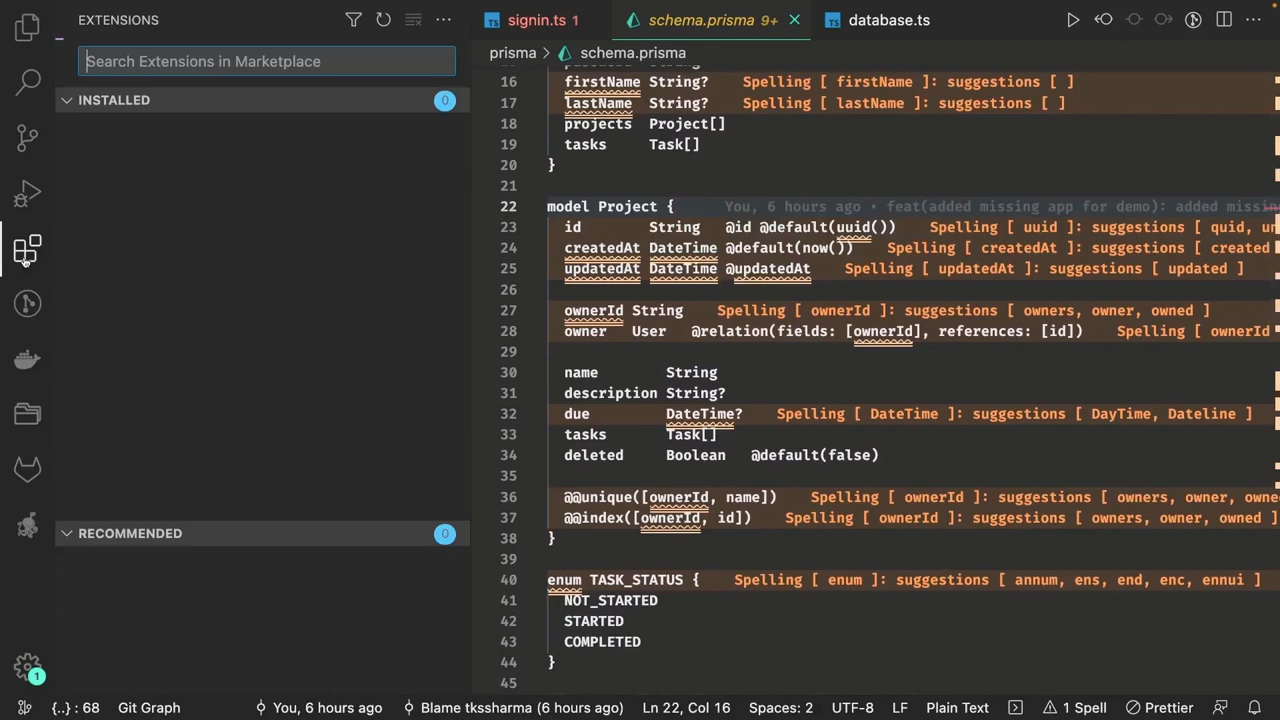 EXTENSIONS
Search Extensions in Marketplace
INSTALLED 0
RECOMMENDED 0
1
signin.ts 1
schema.prisma 9+
TS database.ts
prisma > schema.prisma
16 firstName String? Spelling [ firstName ]: suggestions [ ]
17 lastName String? Spelling [ lastName ]: suggestions [ ]
18 projects Project[]
19 tasks Task[]
20 }
21
22 model Project { You, 6 hours ago • feat(added missing app for demo): added missing
23 id String @id @default(uuid()) Spelling [ uuid ]: suggestions [ quid, un
24 createdAt DateTime @default(now()) Spelling [ createdAt ]: suggestions [ created
25 updatedAt DateTime @updatedAt Spelling [ updatedAt ]: suggestions [ updated ]
26
27 ownerId String Spelling [ ownerId ]: suggestions [ owners, owner, owned ]
28 owner User @relation(fields: [ownerId], references: [id]) Spelling [ ownerId
29
30 name String
31 description String?
32 due DateTime? Spelling [ DateTime ]: suggestions [ DayTime, Dateline ]
33 tasks Task[]
34 deleted Boolean @default(false)
35
36 @@unique([ownerId, name]) Spelling [ ownerId ]: suggestions [ owners, owner, owne
37 @@index([ownerId, id]) Spelling [ ownerId ]: suggestions [ owners, owner, owned ]
38 }
39
40 enum TASK_STATUS { Spelling [ enum ]: suggestions [ annum, ens, end, enc, ennui ]
41 NOT_STARTED
42 STARTED
43 COMPLETED
44 }
45
{..} : 68 Git Graph You, 6 hours ago Blame tkssharma (6 hours ago) Ln 22, Col 16 Spaces: 2 UTF-8 LF Plain Text 1 Spell Prettier